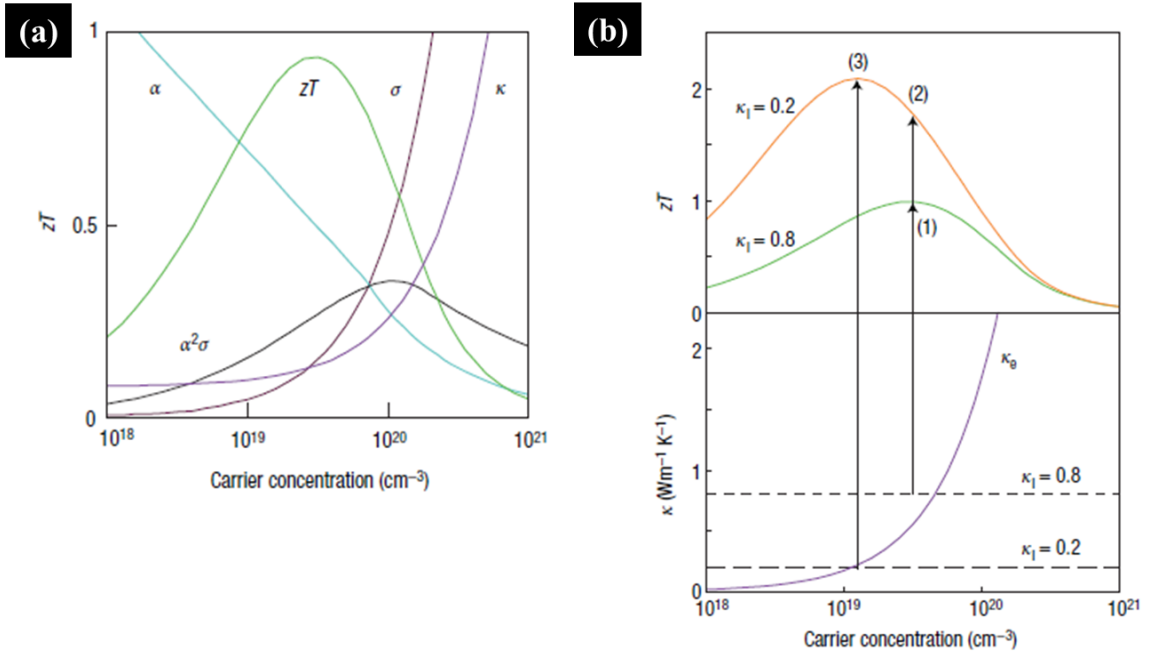 (a)
1
α
zT
σ
κ
zT
0.5
α²σ
0
10¹⁸
10¹⁹
10²⁰
10²¹
Carrier concentration (cm⁻³)
(b)
(3)
2
(2)
κₗ = 0.2
zT
1
κₗ = 0.8
(1)
0
2
κₑ
κ (Wm⁻¹ K⁻¹)
1
κₗ = 0.8
κₗ = 0.2
0
10¹⁸
10¹⁹
10²⁰
10²¹
Carrier concentration (cm⁻³)